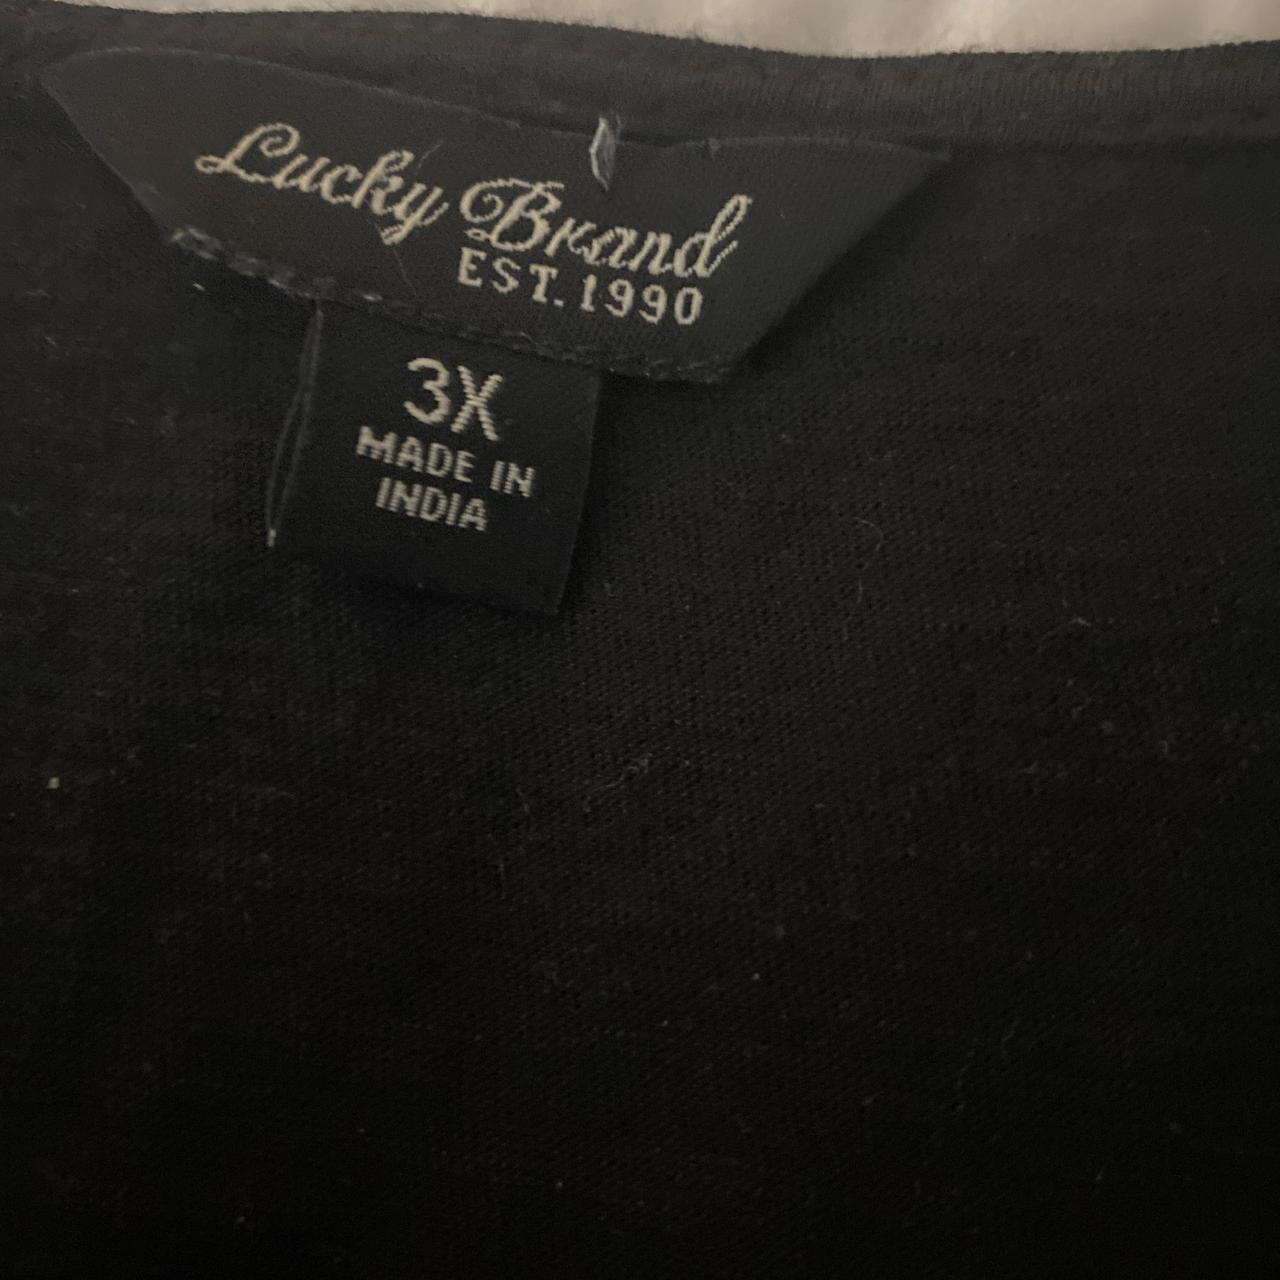 Lucky Brand
EST. 1990
3X
MADE IN
INDIA